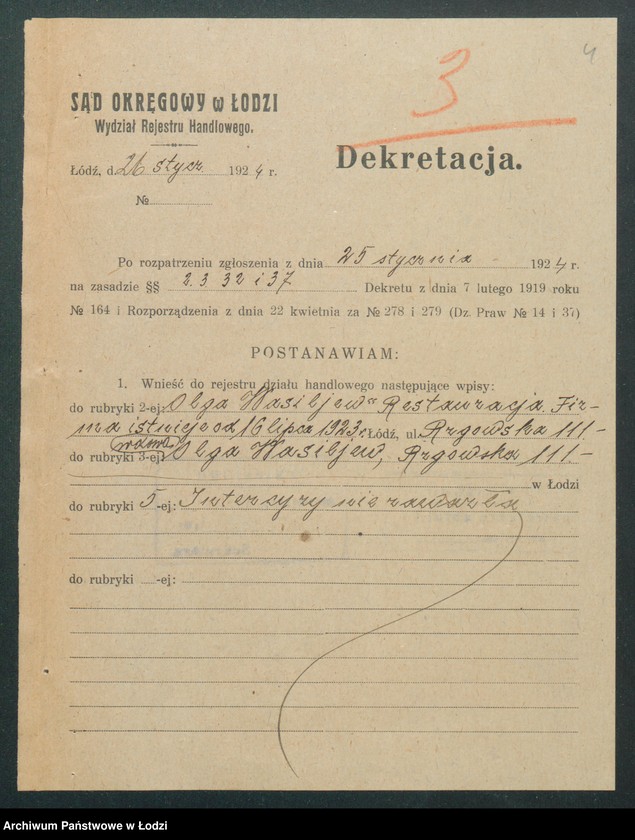 4
3
SĄD OKRĘGOWY w ŁODZI
Wydział Rejestru Handlowego.
Łódź, d. 26 stycz. 1924 r.
№
Dekretacja.
Po rozpatrzeniu zgłoszenia z dnia 25 stycznia - 1924 r.
na zasadzie §§ 2. 3 32 i 37 Dekretu z dnia 7 lutego 1919 roku
№ 164 i Rozporządzenia z dnia 22 kwietnia za № 278 i 279 (Dz. Praw № 14 i 37)
POSTANAWIAM:
1. Wnieść do rejestru działu handlowego następujące wpisy:
do rubryki 2-ej: „Olga Wasiljew" Restauracja. Fir-
ma istnieje od 16 lipca 1923 r. Łódź, ul. Rzgowska 111.-
do rubryki 3-ej: Olga Wasiljew, Rzgowska 111.-
w Łodzi
do rubryki 5-ej: Intercyzy nie zawarła
do rubryki -ej:
Archiwum Państwowe w Łodzi